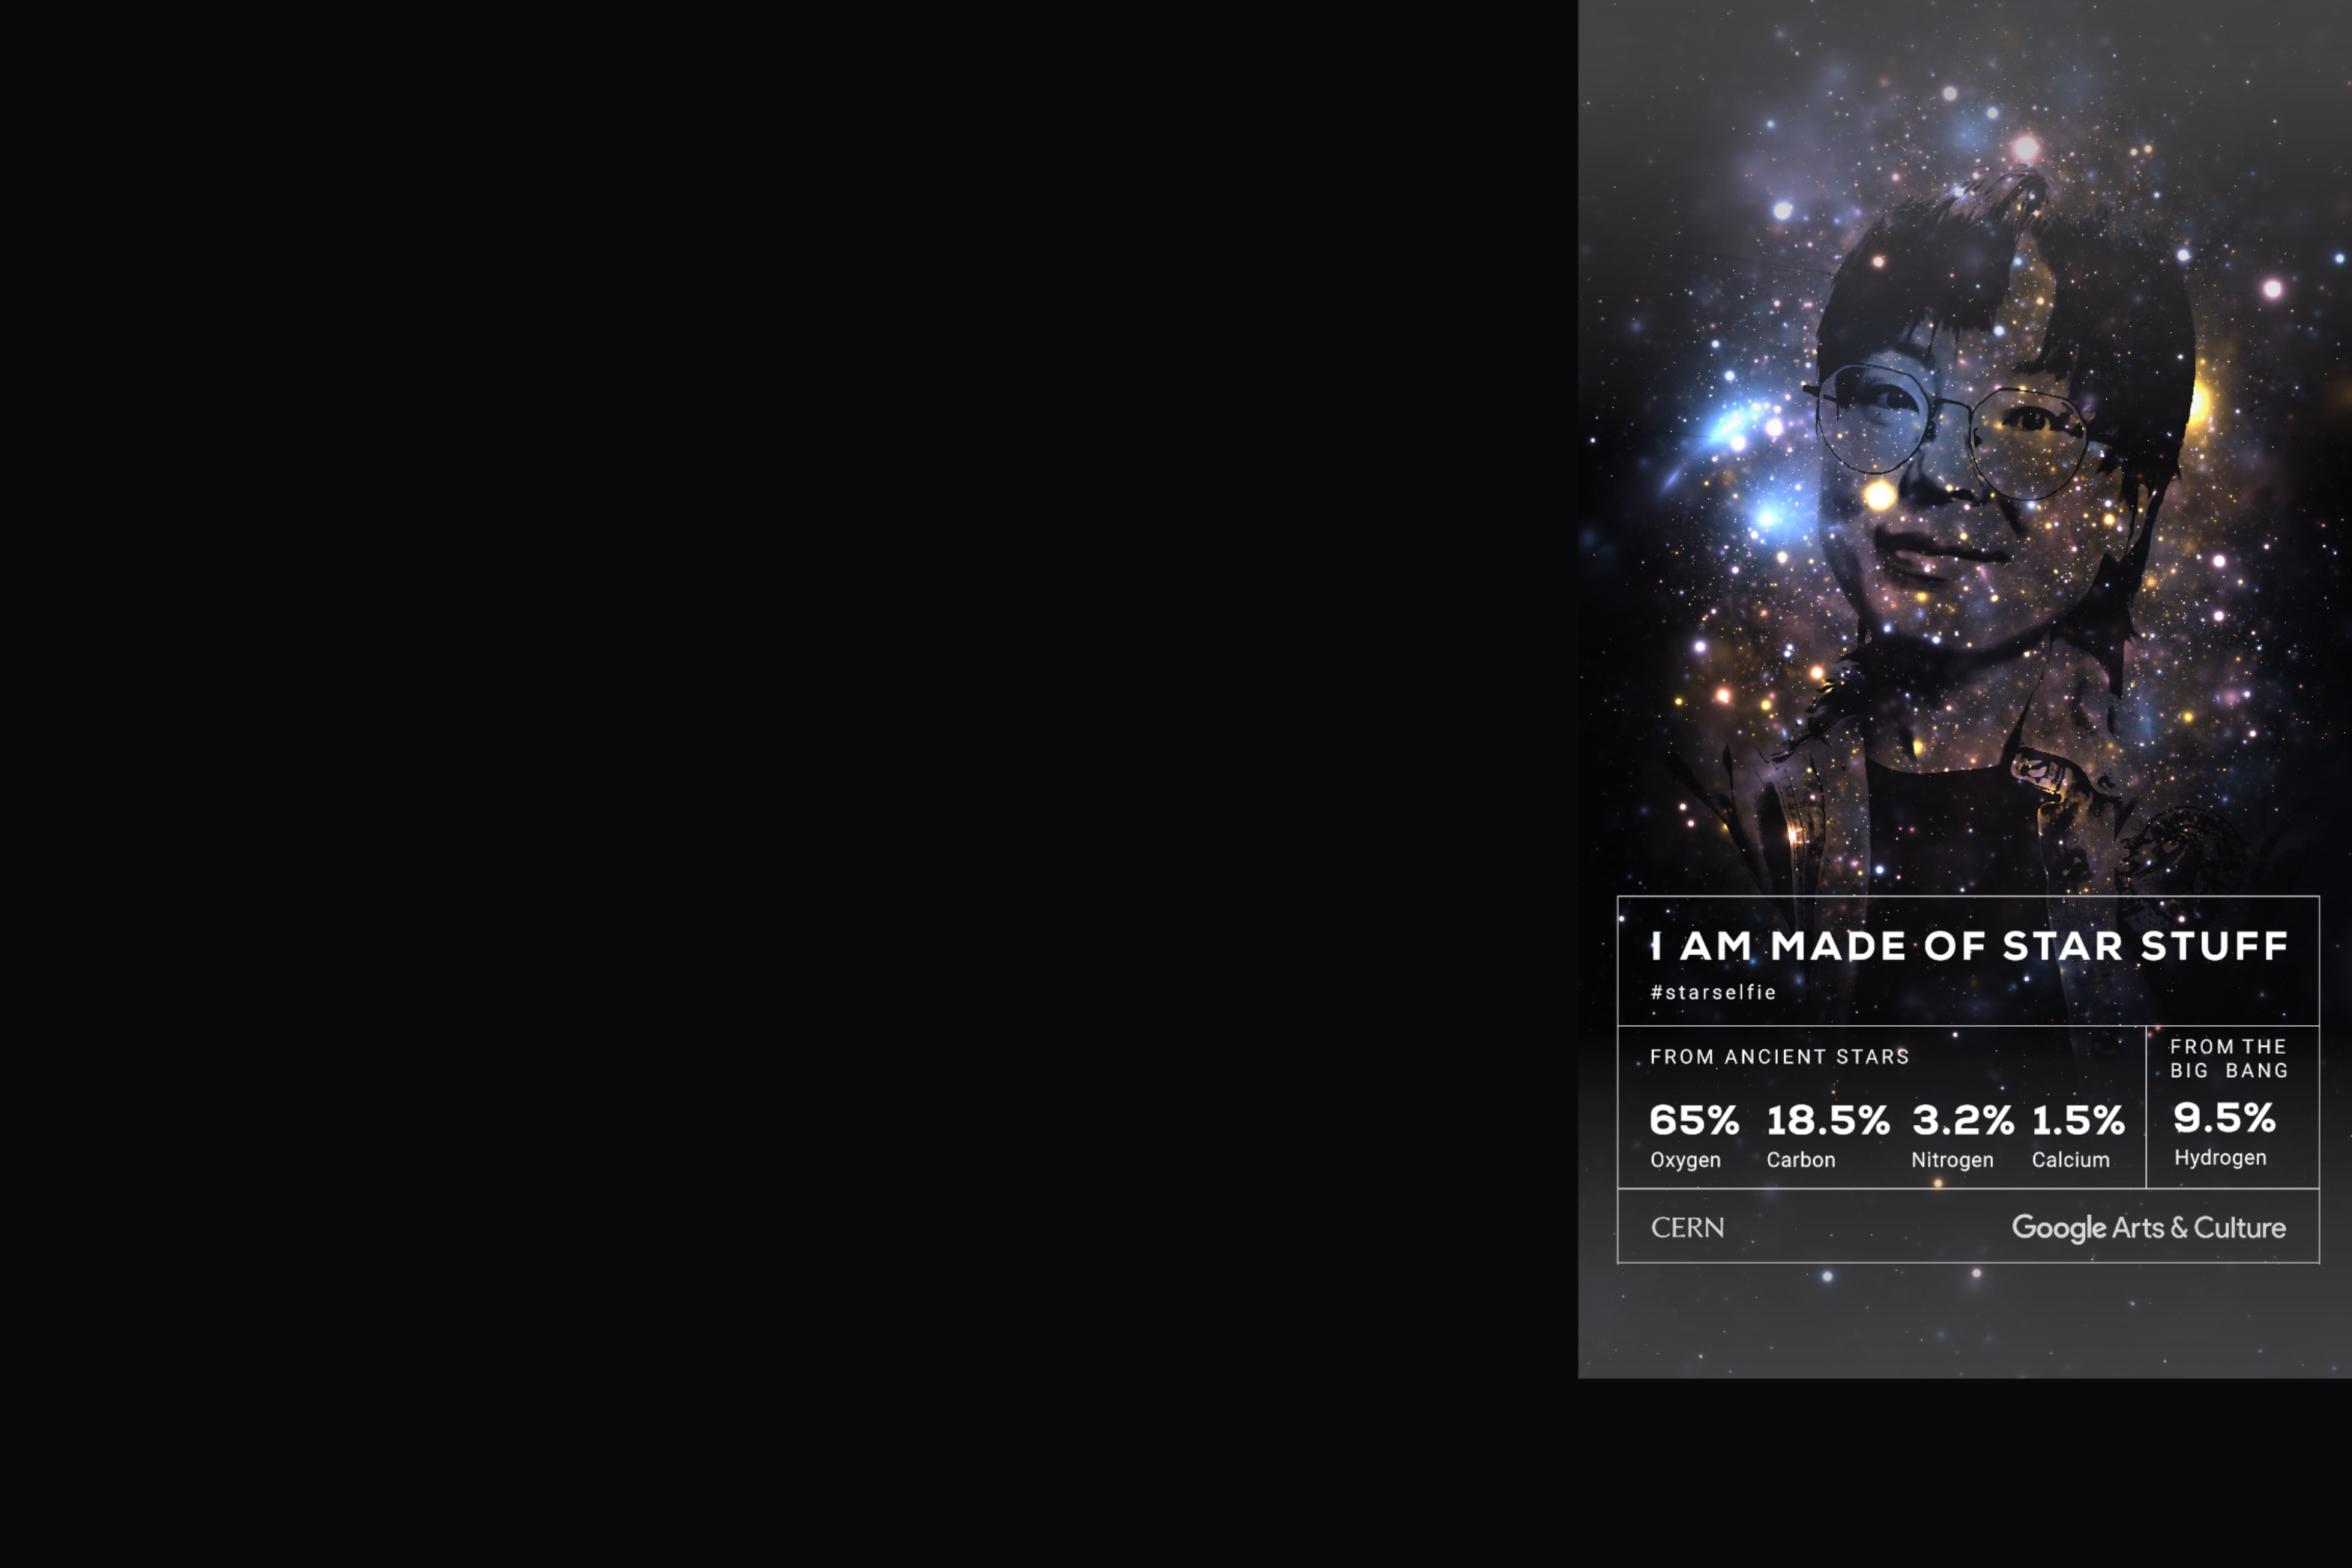 I AM MADE OF STAR STUFF
#starselfie
FROM ANCIENT STARS
65% 18.5% 3.2% 1.5%
Oxygen Carbon Nitrogen Calcium
FROM THE
BIG BANG
9.5%
Hydrogen
CERN Google Arts & Culture